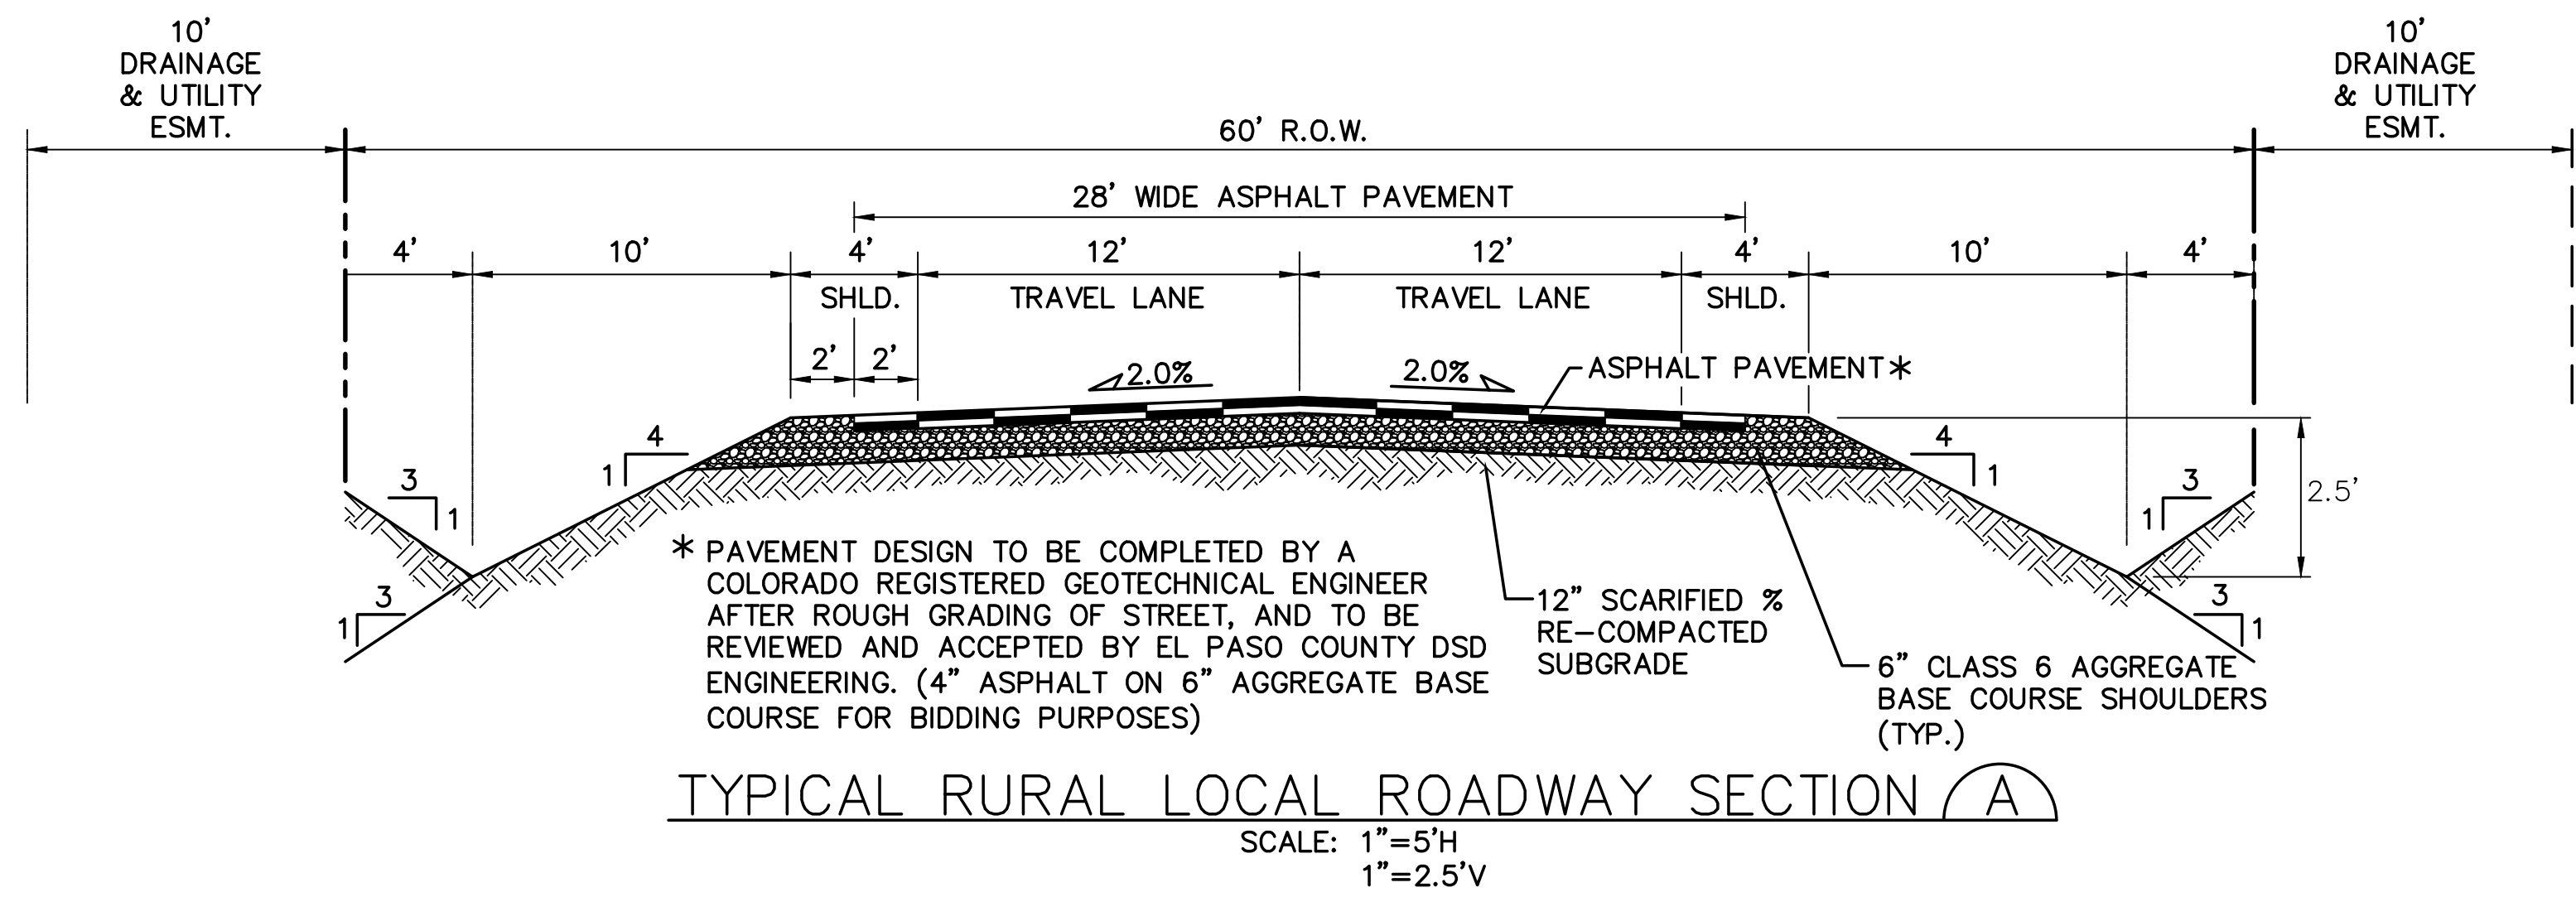 10’
DRAINAGE
& UTILITY
ESMT.
10’
DRAINAGE
& UTILITY
ESMT.
60’ R.O.W.
28’ WIDE ASPHALT PAVEMENT
4’ 10’ 4’ 12’ 12’ 4’ 10’ 4’
SHLD. TRAVEL LANE TRAVEL LANE SHLD.
2’ 2’
2.0% 2.0%
ASPHALT PAVEMENT*
4
1
4
1
3
1
3
1
2.5’
3
1
3
1
* PAVEMENT DESIGN TO BE COMPLETED BY A
COLORADO REGISTERED GEOTECHNICAL ENGINEER
AFTER ROUGH GRADING OF STREET, AND TO BE
REVIEWED AND ACCEPTED BY EL PASO COUNTY DSD
ENGINEERING. (4” ASPHALT ON 6” AGGREGATE BASE
COURSE FOR BIDDING PURPOSES)
12” SCARIFIED %
RE-COMPACTED
SUBGRADE
6” CLASS 6 AGGREGATE
BASE COURSE SHOULDERS
(TYP.)
TYPICAL RURAL LOCAL ROADWAY SECTION A
SCALE: 1”=5’H
1”=2.5’V